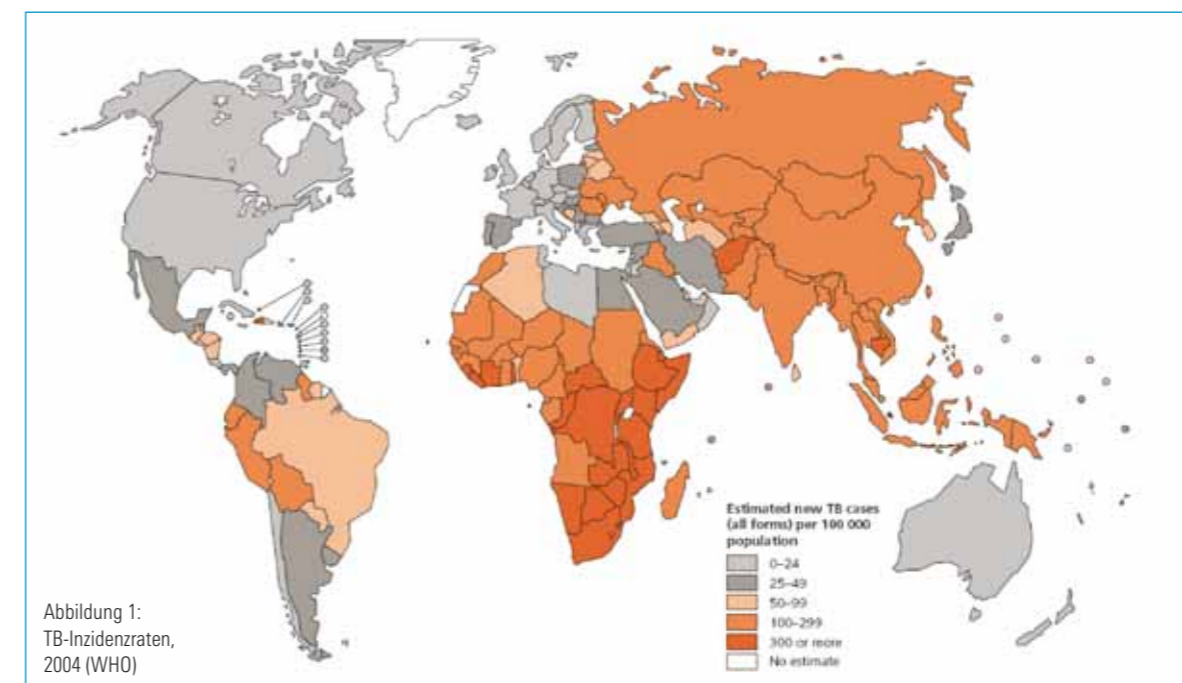 Estimated new TB cases
(all forms) per 100 000
population
0–24
25–49
50–99
100–299
300 or more
No estimate
Abbildung 1:
TB-Inzidenzraten,
2004 (WHO)